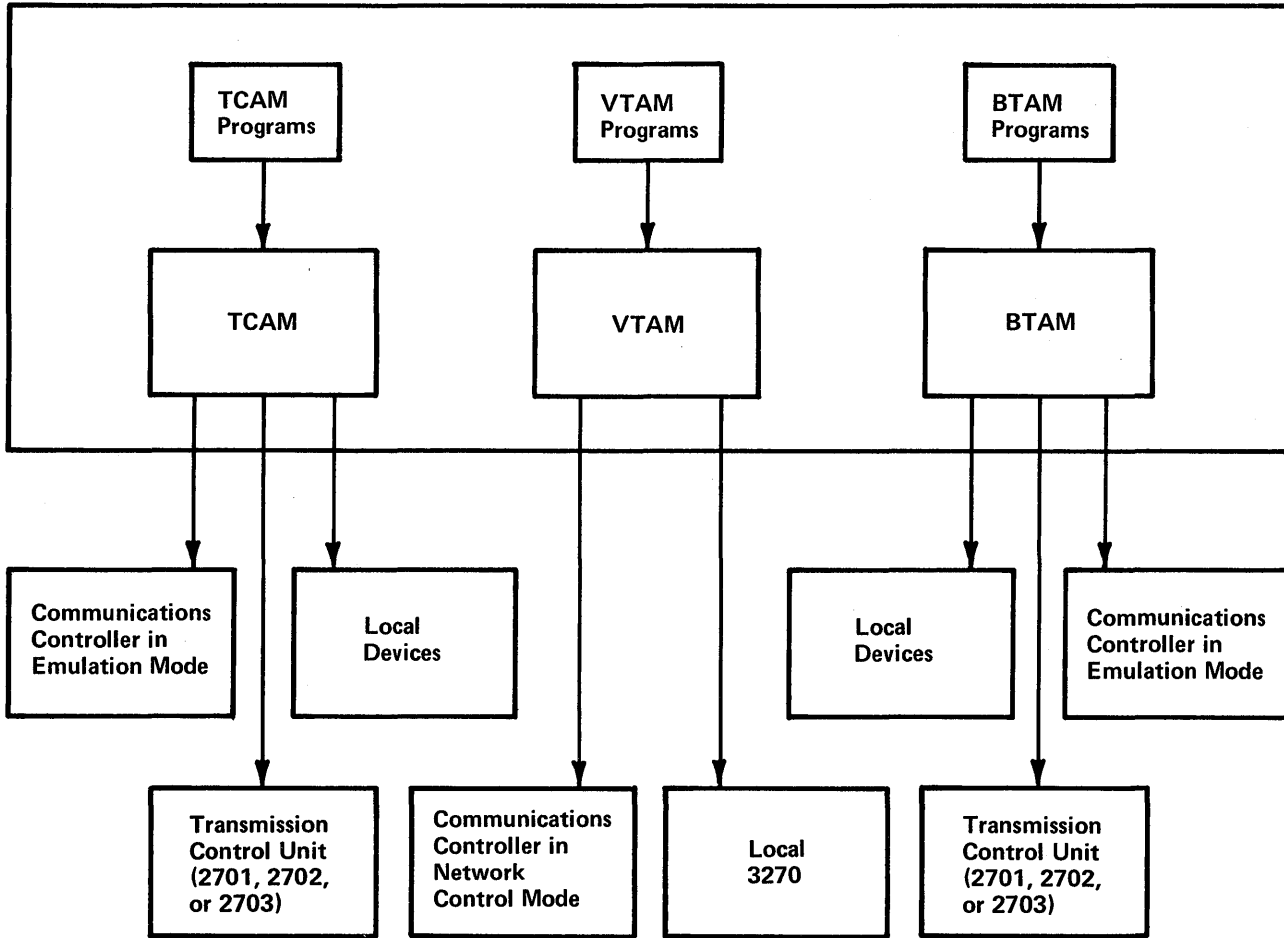 TCAM
Programs
VTAM
Programs
BTAM
Programs
TCAM
VTAM
BTAM
Communications
Controller in
Emulation Mode
Local
Devices
Local
Devices
Communications
Controller in
Emulation Mode
Transmission
Control Unit
(2701, 2702,
or 2703)
Communications
Controller in
Network
Control Mode
Local
3270
Transmission
Control Unit
(2701, 2702,
or 2703)